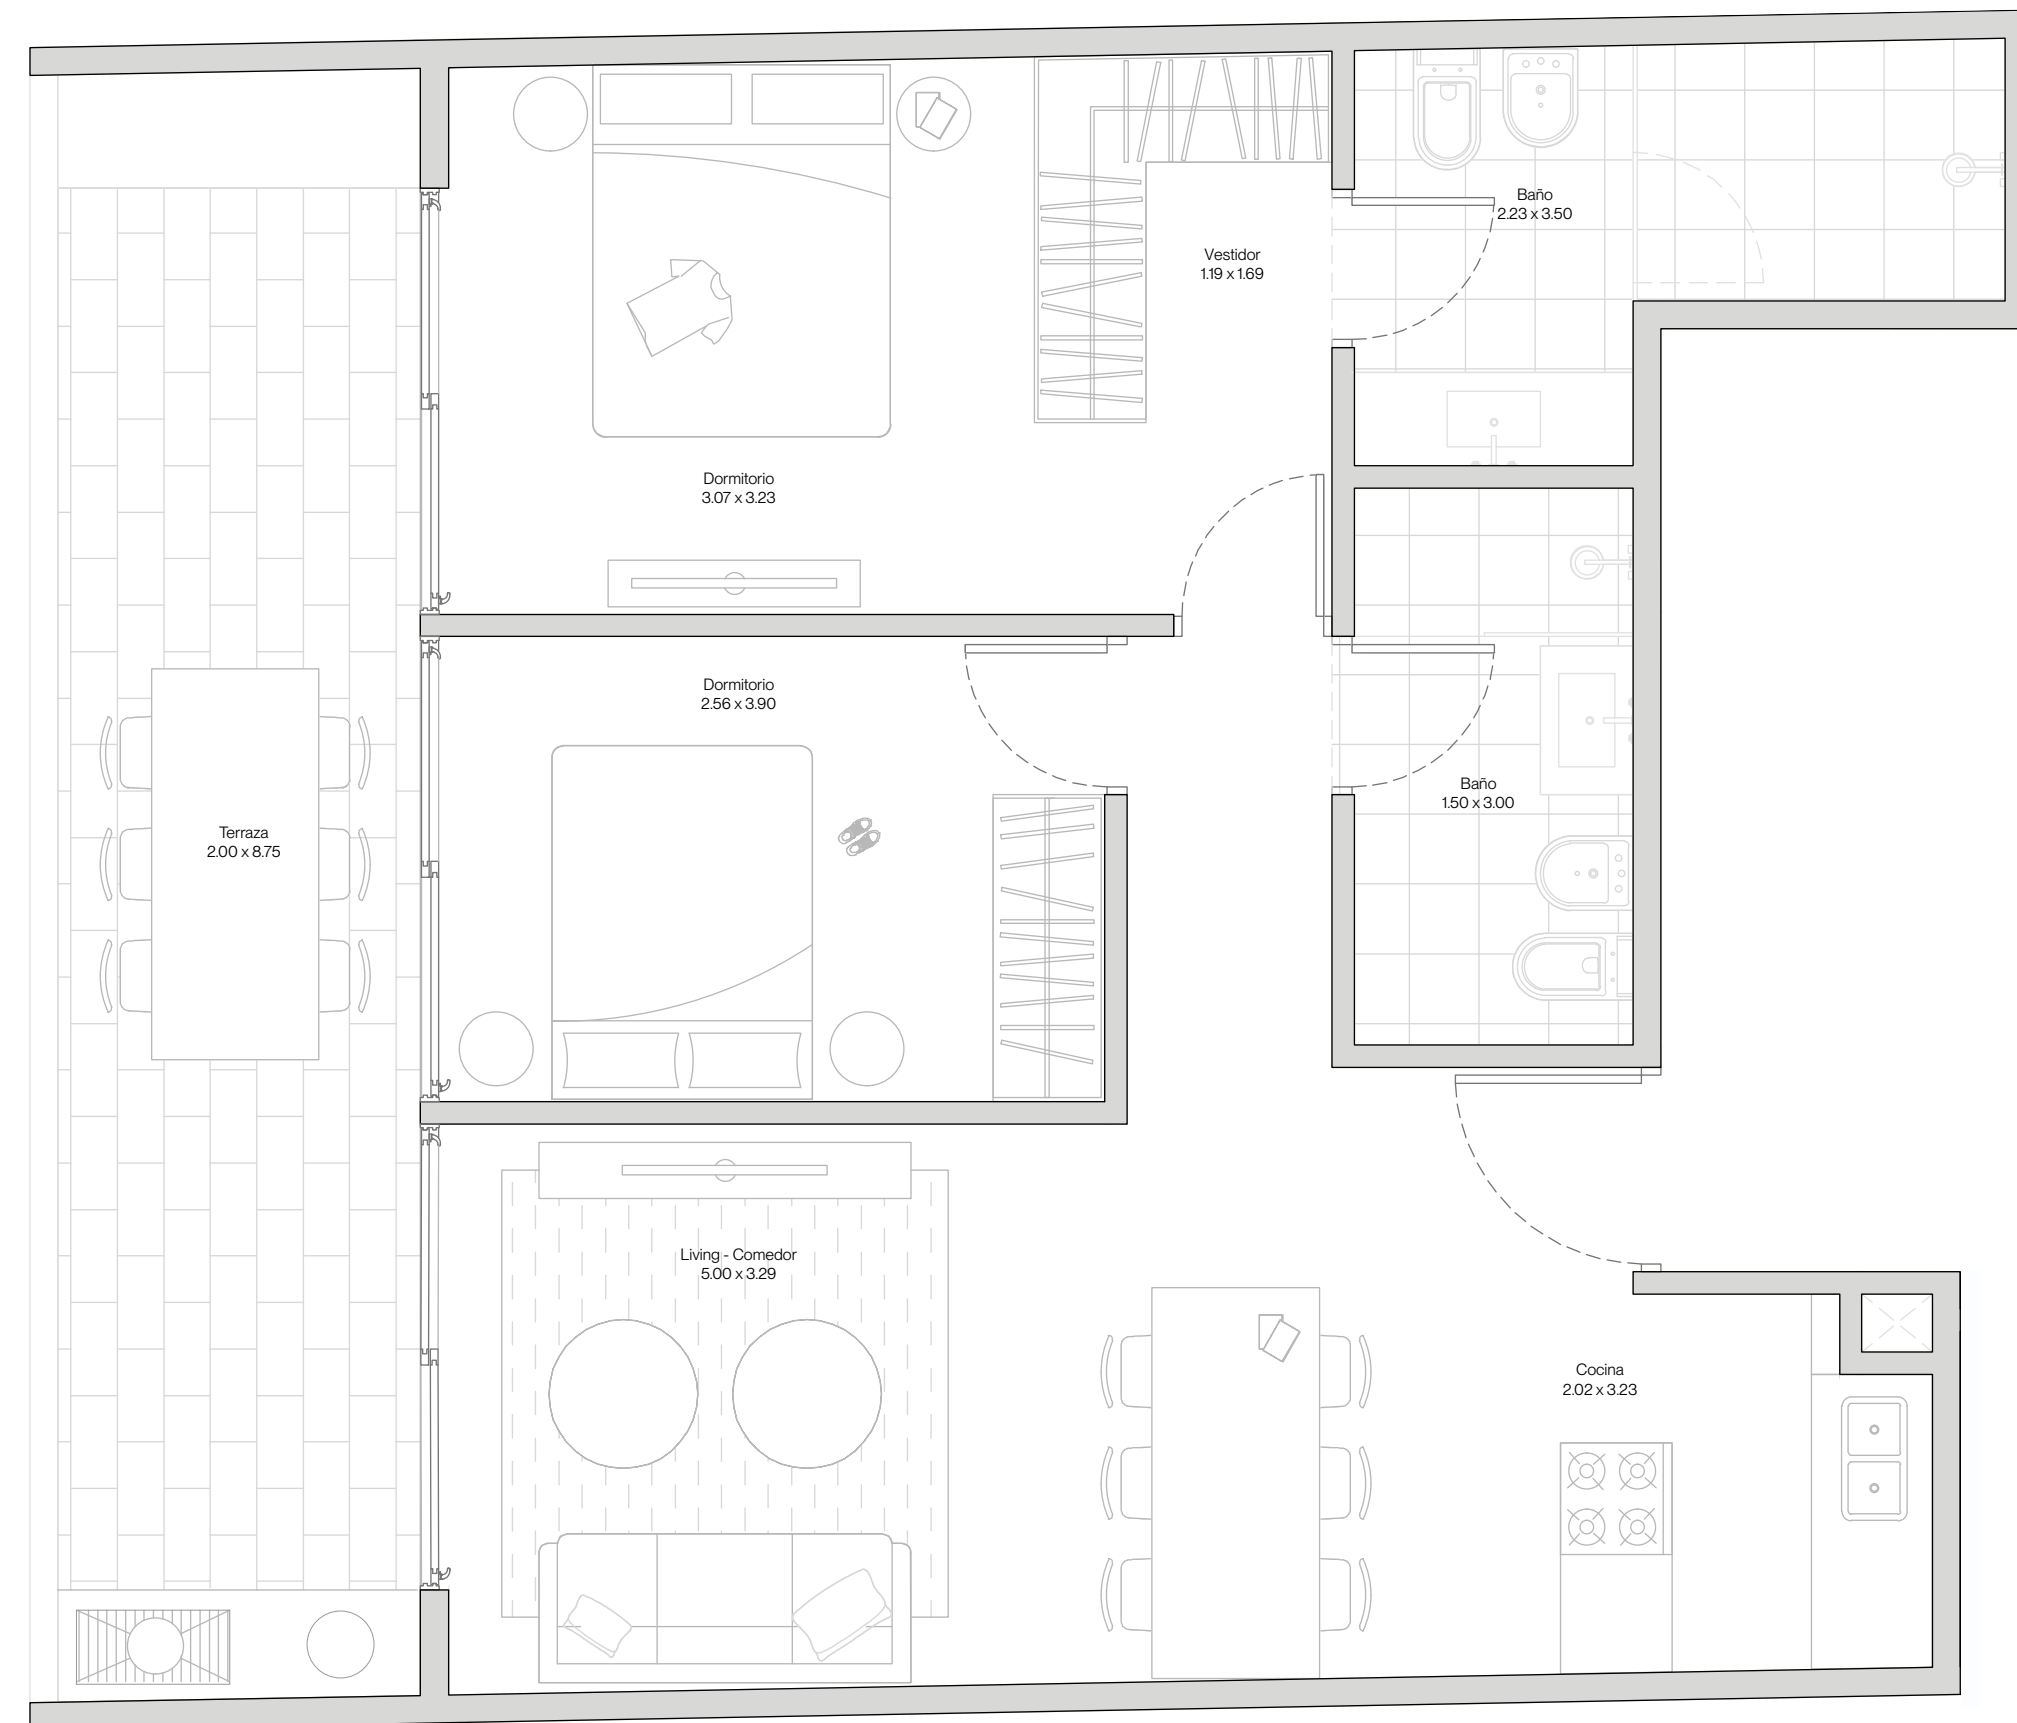 Baño
2.23 x 3.50
Vestidor
1.19 x 1.69
Dormitorio
3.07 x 3.23
Dormitorio
2.56 x 3.90
Baño
1.50 x 3.00
Terraza
2.00 x 8.75
Living - Comedor
5.00 x 3.29
Cocina
2.02 x 3.23